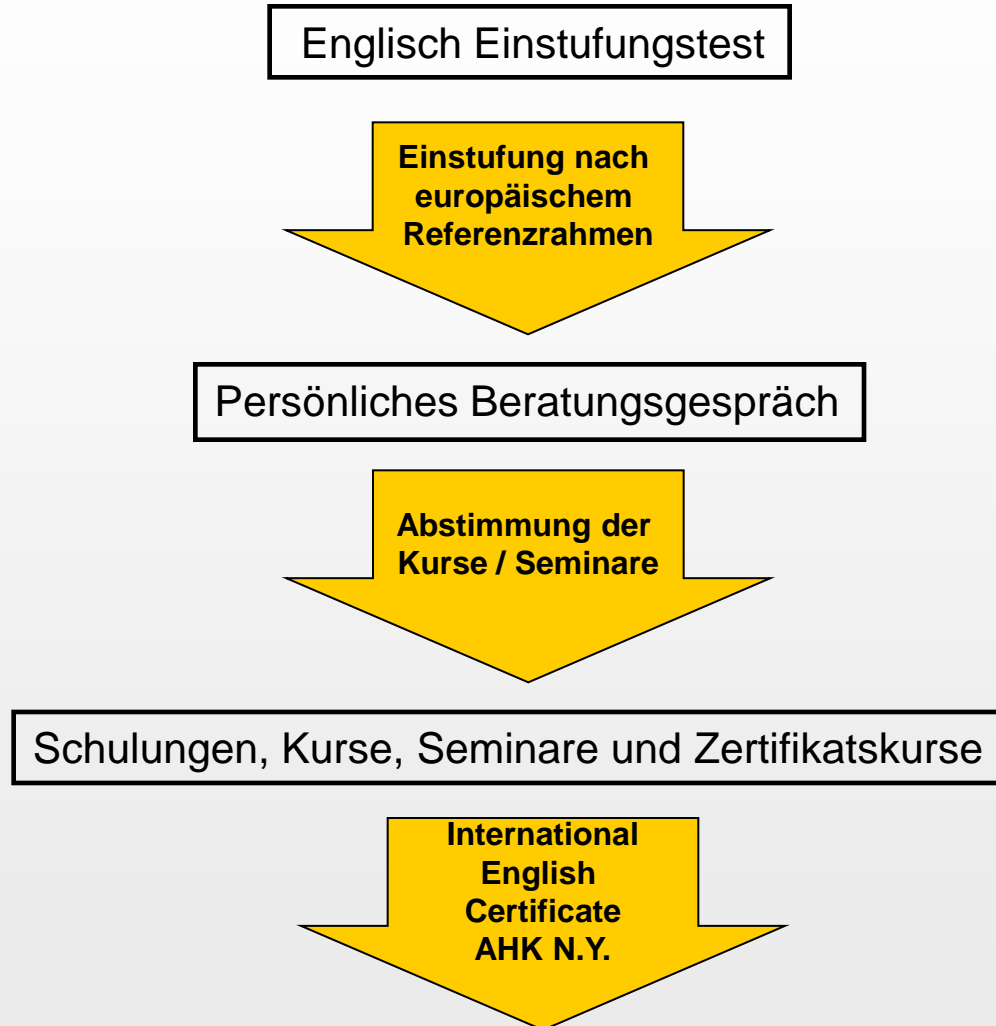 Englisch Einstufungstest
Einstufung nach
europäischem
Referenzrahmen
Persönliches Beratungsgespräch
Abstimmung der
Kurse / Seminare
Schulungen, Kurse, Seminare und Zertifikatskurse
International
English
Certificate
AHK N.Y.